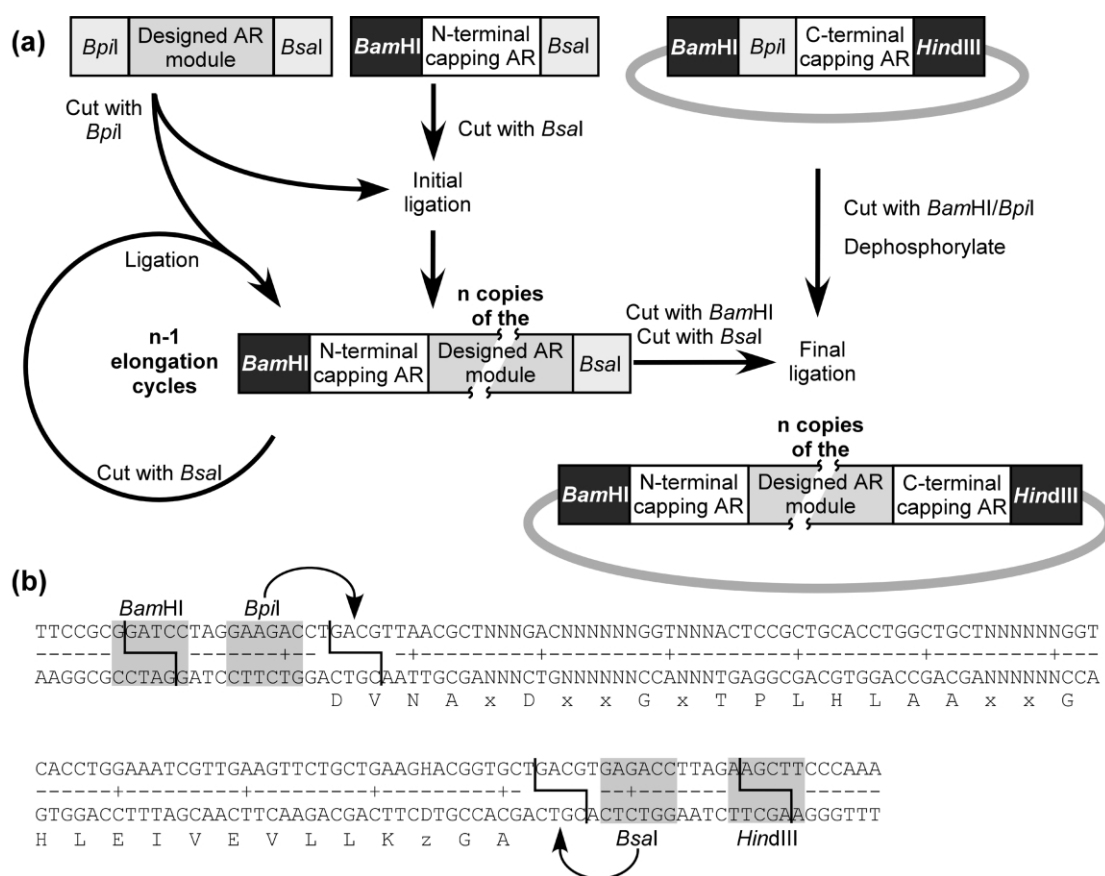 (a)
BpiI Designed AR module BsaI
BamHI N-terminal capping AR BsaI
BamHI BpiI C-terminal capping AR HindIII
Cut with
BpiI
Cut with BsaI
Initial
ligation
Cut with BamHI/BpiI
Dephosphorylate
Ligation
n-1
elongation
cycles
Cut with BsaI
n copies
of the
BamHI N-terminal capping AR Designed AR module BsaI
Cut with BamHI
Cut with BsaI
Final
ligation
n copies
of the
BamHI N-terminal capping AR Designed AR module C-terminal capping AR HindIII
(b)
BamHI BpiI
TTCCGCGGATCCTAGGAAGACCTGACGTTAACGCTNNNGACNNNNNNGGTNNNACTCCGCTGCACCTGGCTGCTNNNNNNGGT
-------------------+---------+---------+---------+---------+---------+---------+---
AAGGCGCCTAGGATCCTTCTGGACTGCAATTGCGANNNCTGNNNNNNCCANNNTGAGGCGACGTGGACCGACGANNNNNNCCA
D V N A x D x x G x T P L H L A A x x G
CACCTGGAAATCGTTGAAGTTCTGCTGAAGHACGGTGCTGACGTGAGACCTTAGAAGCTTCCCAAA
------+---------+---------+---------+---------+-------------------
GTGGACCTTTAGCAACTTCAAGACGACTTCDTGCCACGACTGCACTCTGGAATCTTCGAAGGGTTT
H L E I V E V L L K z G A
BsaI HindIII